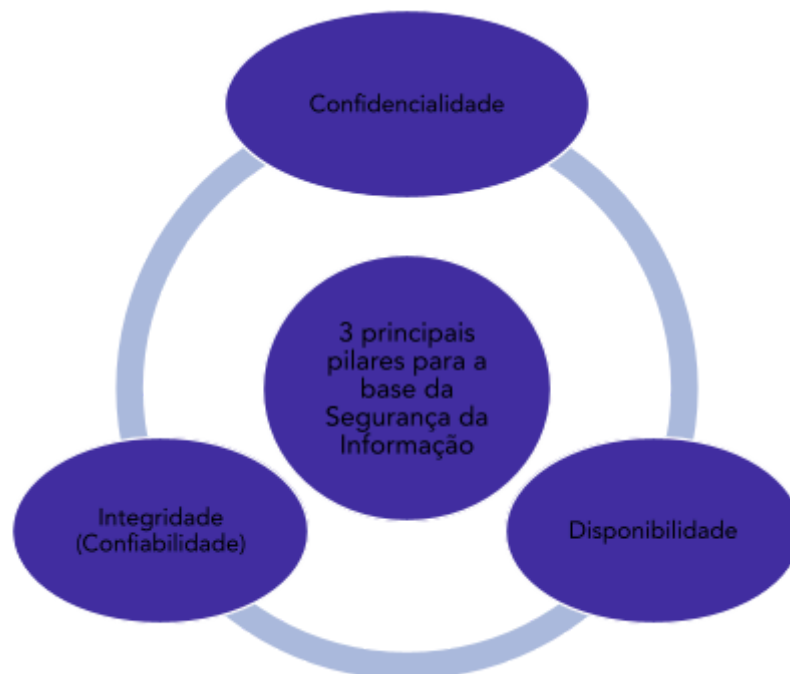 Confidencialidade
3 principais
pilares para a
base da
Segurança da
Informação
Integridade
(Confiabilidade)
Disponibilidade